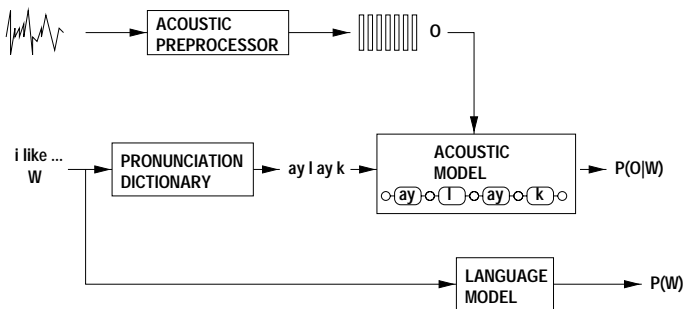 ACOUSTIC
PREPROCESSOR
O
i like ...
W
PRONUNCIATION
DICTIONARY
ay l ay k
ACOUSTIC
MODEL
ay l ay k
P(O|W)
LANGUAGE
MODEL
P(W)